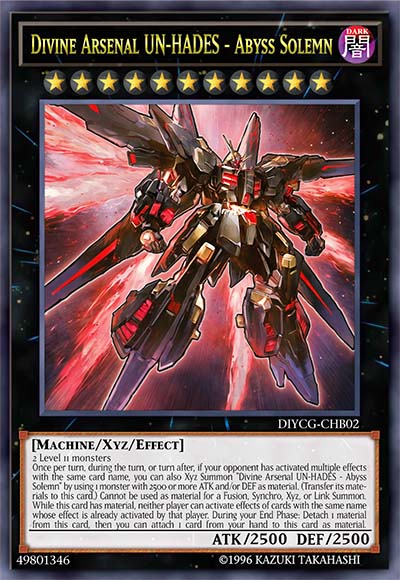 DIVINE ARSENAL UN-HADES - ABYSS SOLEMN
DARK
闇
DIYCG-CHB02
[MACHINE/XYZ/EFFECT]
2 Level 11 monsters
Once per turn, during the turn, or turn after, if your opponent has activated multiple effects
with the same card name, you can also Xyz Summon "Divine Arsenal UN-HADES - Abyss
Solemn" by using 1 monster with 2500 or more ATK and/or DEF as material. (Transfer its mate-
rials to this card.) Cannot be used as material for a Fusion, Synchro, Xyz, or Link Summon.
While this card has material, neither player can activate effects of cards with the same name
whose effect is already activated by that player. During your End Phase: Detach 1 material
from this card, then you can attach 1 card from your hand to this card as material.
ATK/2500 DEF/2500
49801346
©1996 KAZUKI TAKAHASHI